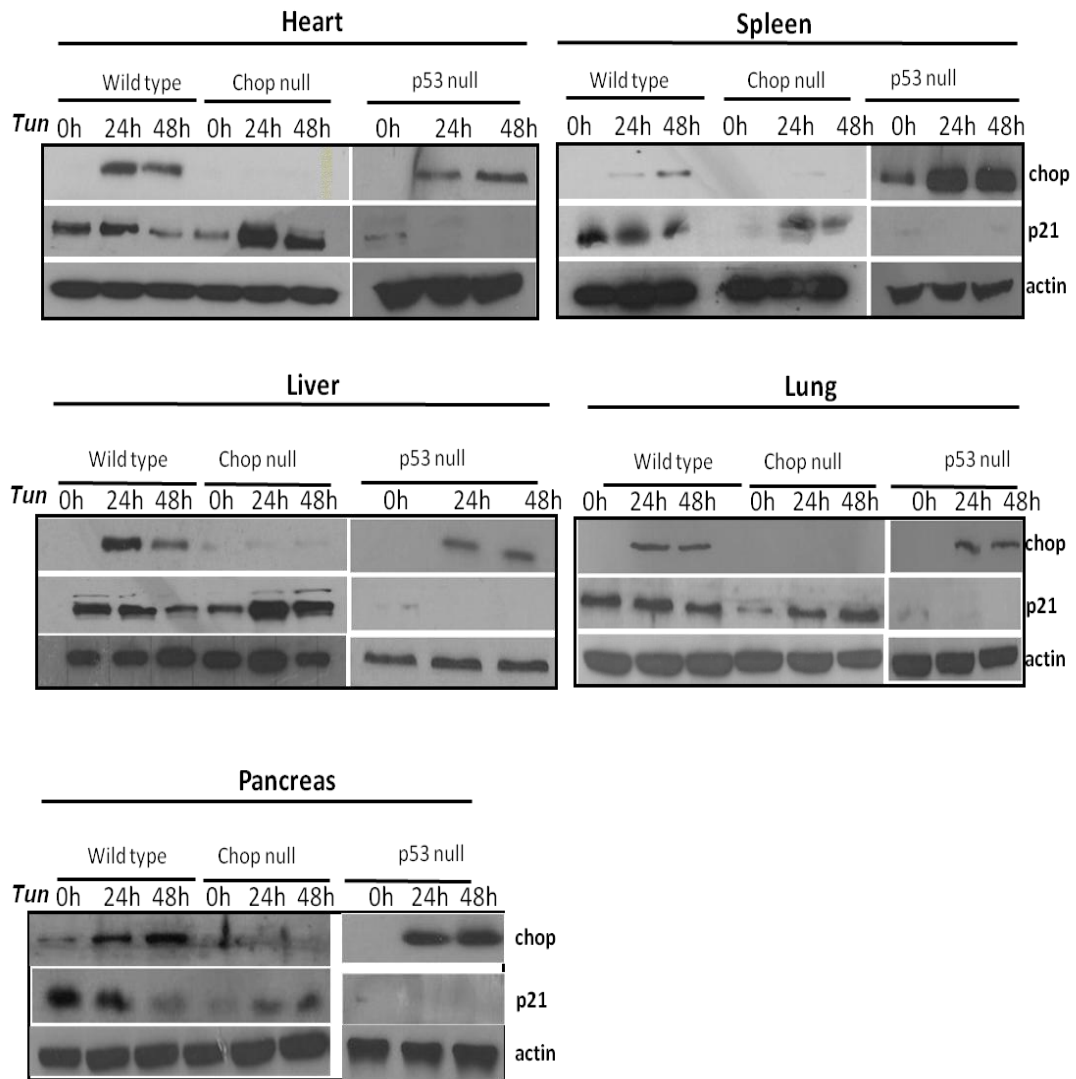 Heart
Wild type Chop null p53 null
Tun 0h 24h 48h 0h 24h 48h 0h 24h 48h
Spleen
Wild type Chop null p53 null
0h 24h 48h 0h 24h 48h 0h 24h 48h
chop
p21
actin
Liver
Wild type Chop null p53 null
Tun 0h 24h 48h 0h 24h 48h 0h 24h 48h
Lung
Wild type Chop null p53 null
0h 24h 48h 0h 24h 48h 0h 24h 48h
chop
p21
actin
Pancreas
Wild type Chop null p53 null
Tun 0h 24h 48h 0h 24h 48h 0h 24h 48h
chop
p21
actin